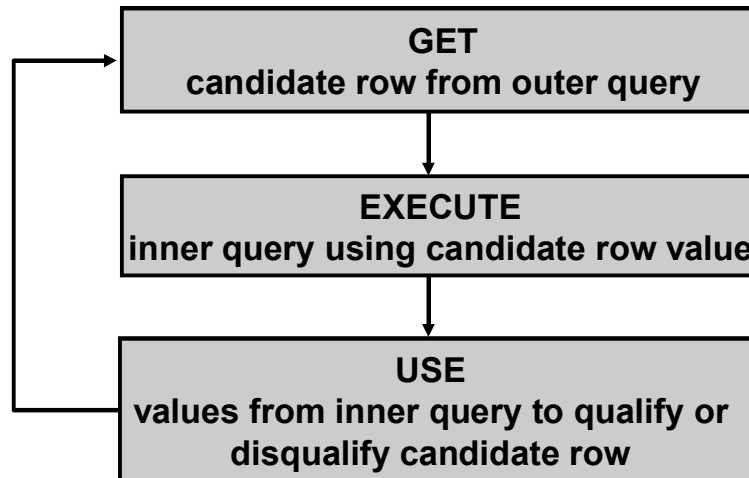 GET
candidate row from outer query
EXECUTE
inner query using candidate row value
USE
values from inner query to qualify or
disqualify candidate row